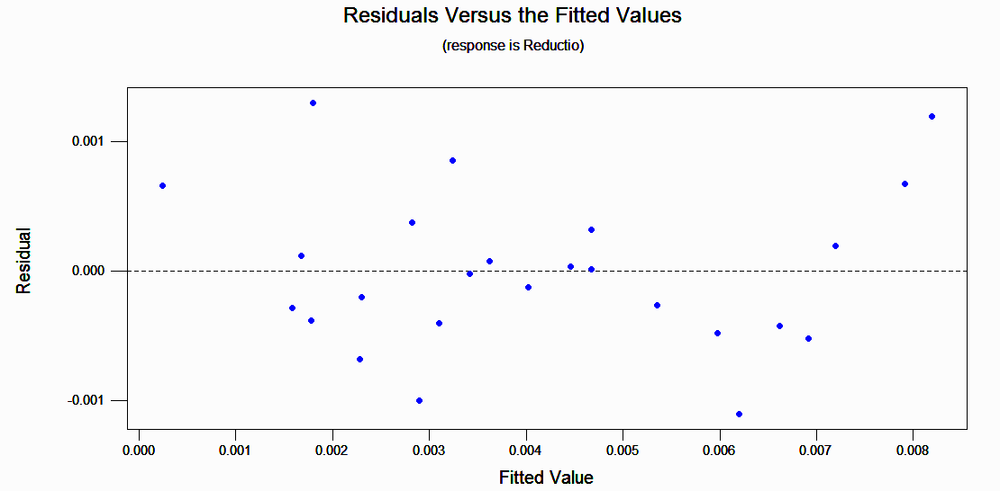 Residuals Versus the Fitted Values
(response is Reductio)
0.001
0.000
-0.001
Residual
0.000 0.001 0.002 0.003 0.004 0.005 0.006 0.007 0.008
Fitted Value